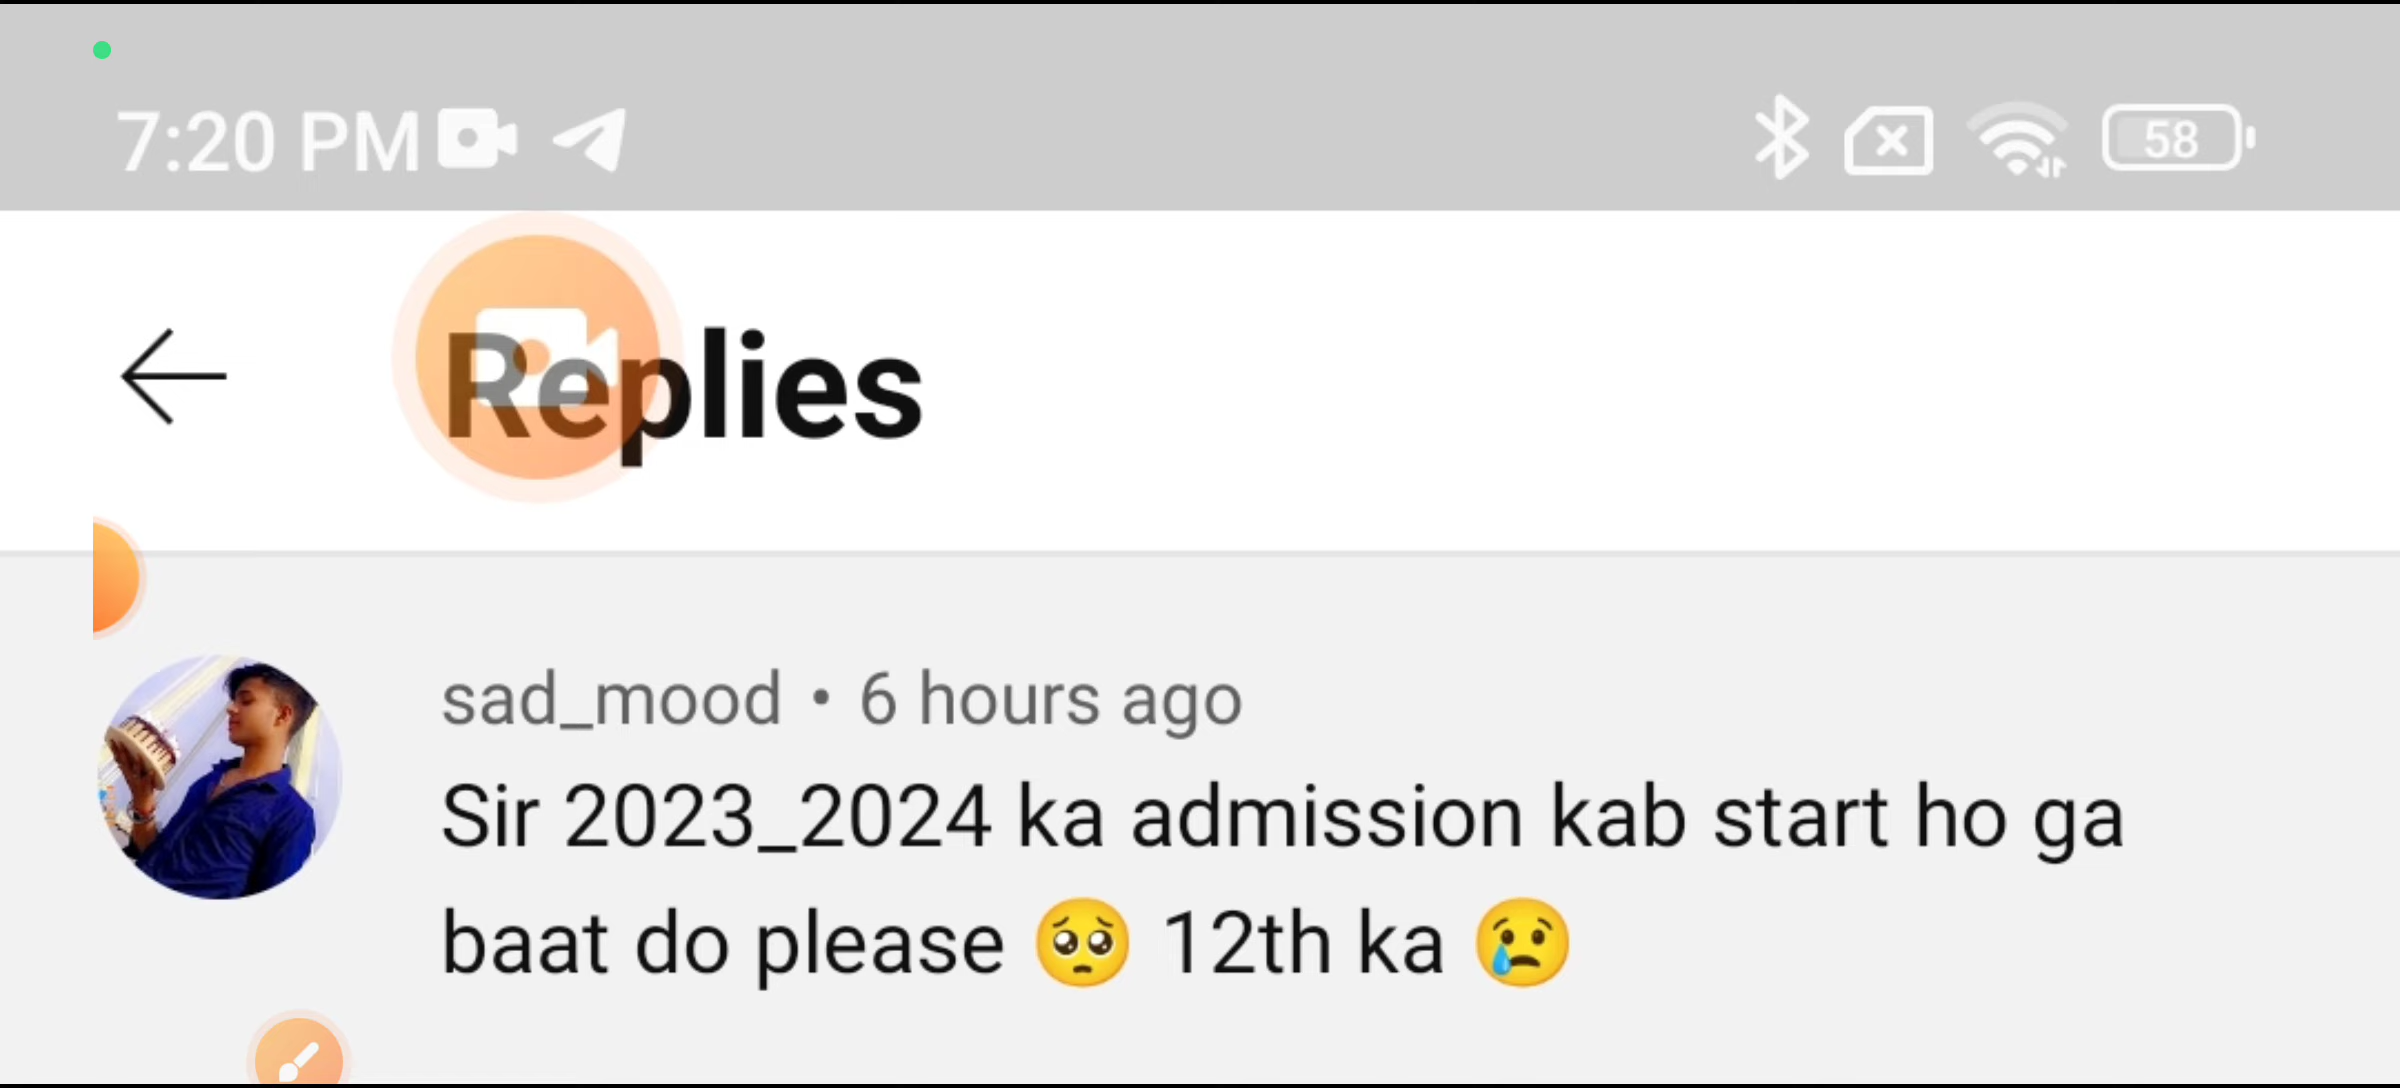 7:20 PM 58
Replies
sad_mood • 6 hours ago
Sir 2023_2024 ka admission kab start ho ga
baat do please 🥺 12th ka 😢